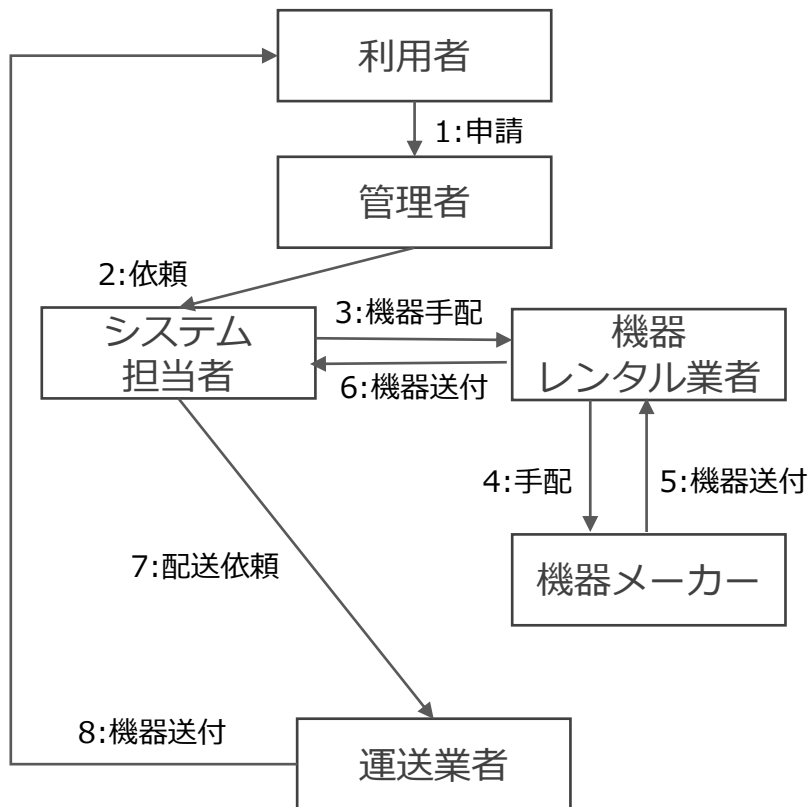 利用者
1:申請
管理者
2:依頼
システム
担当者
3:機器手配
6:機器送付
機器
レンタル業者
4:手配
5:機器送付
機器メーカー
7:配送依頼
8:機器送付
運送業者